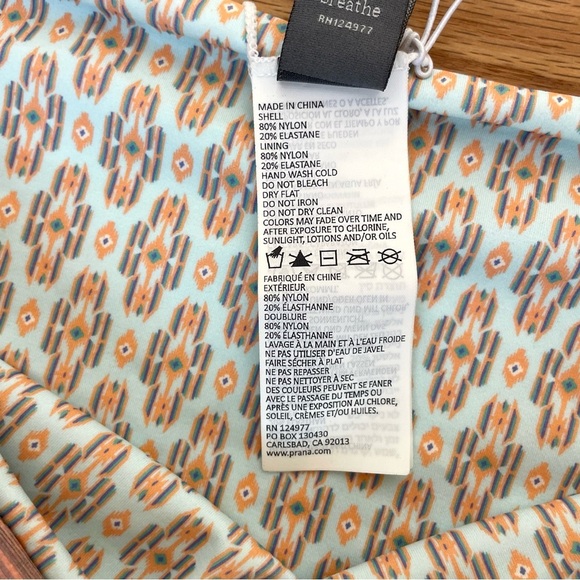 Breathe
RN124977
MADE IN CHINA
SHELL
80% NYLON
20% ELASTANE
LINING
80% NYLON
20% ELASTANE
HAND WASH COLD
DO NOT BLEACH
DRY FLAT
DO NOT IRON
DO NOT DRY CLEAN
COLORS MAY FADE OVER TIME AND
AFTER EXPOSURE TO CHLORINE,
SUNLIGHT, LOTIONS AND/OR OILS
FABRIQUÉ EN CHINE
EXTÉRIEUR
80% NYLON
20% ÉLASTHANNE
DOUBLURE
80% NYLON
20% ÉLASTHANNE
LAVAGE À LA MAIN ET À L'EAU FROIDE
NE PAS UTILISER D'EAU DE JAVEL
FAIRE SÉCHER À PLAT
NE PAS REPASSER
NE PAS NETTOYER À SEC
DES COULEURS PEUVENT SE FANER
AVEC LE PASSAGE DU TEMPS OU
APRÈS UNE EXPOSITION AU CHLORE,
SOLEIL, CRÈMES ET/OU HUILES.
RN 124977
PO BOX 130430
CARLSBAD, CA 92013
www.prana.com